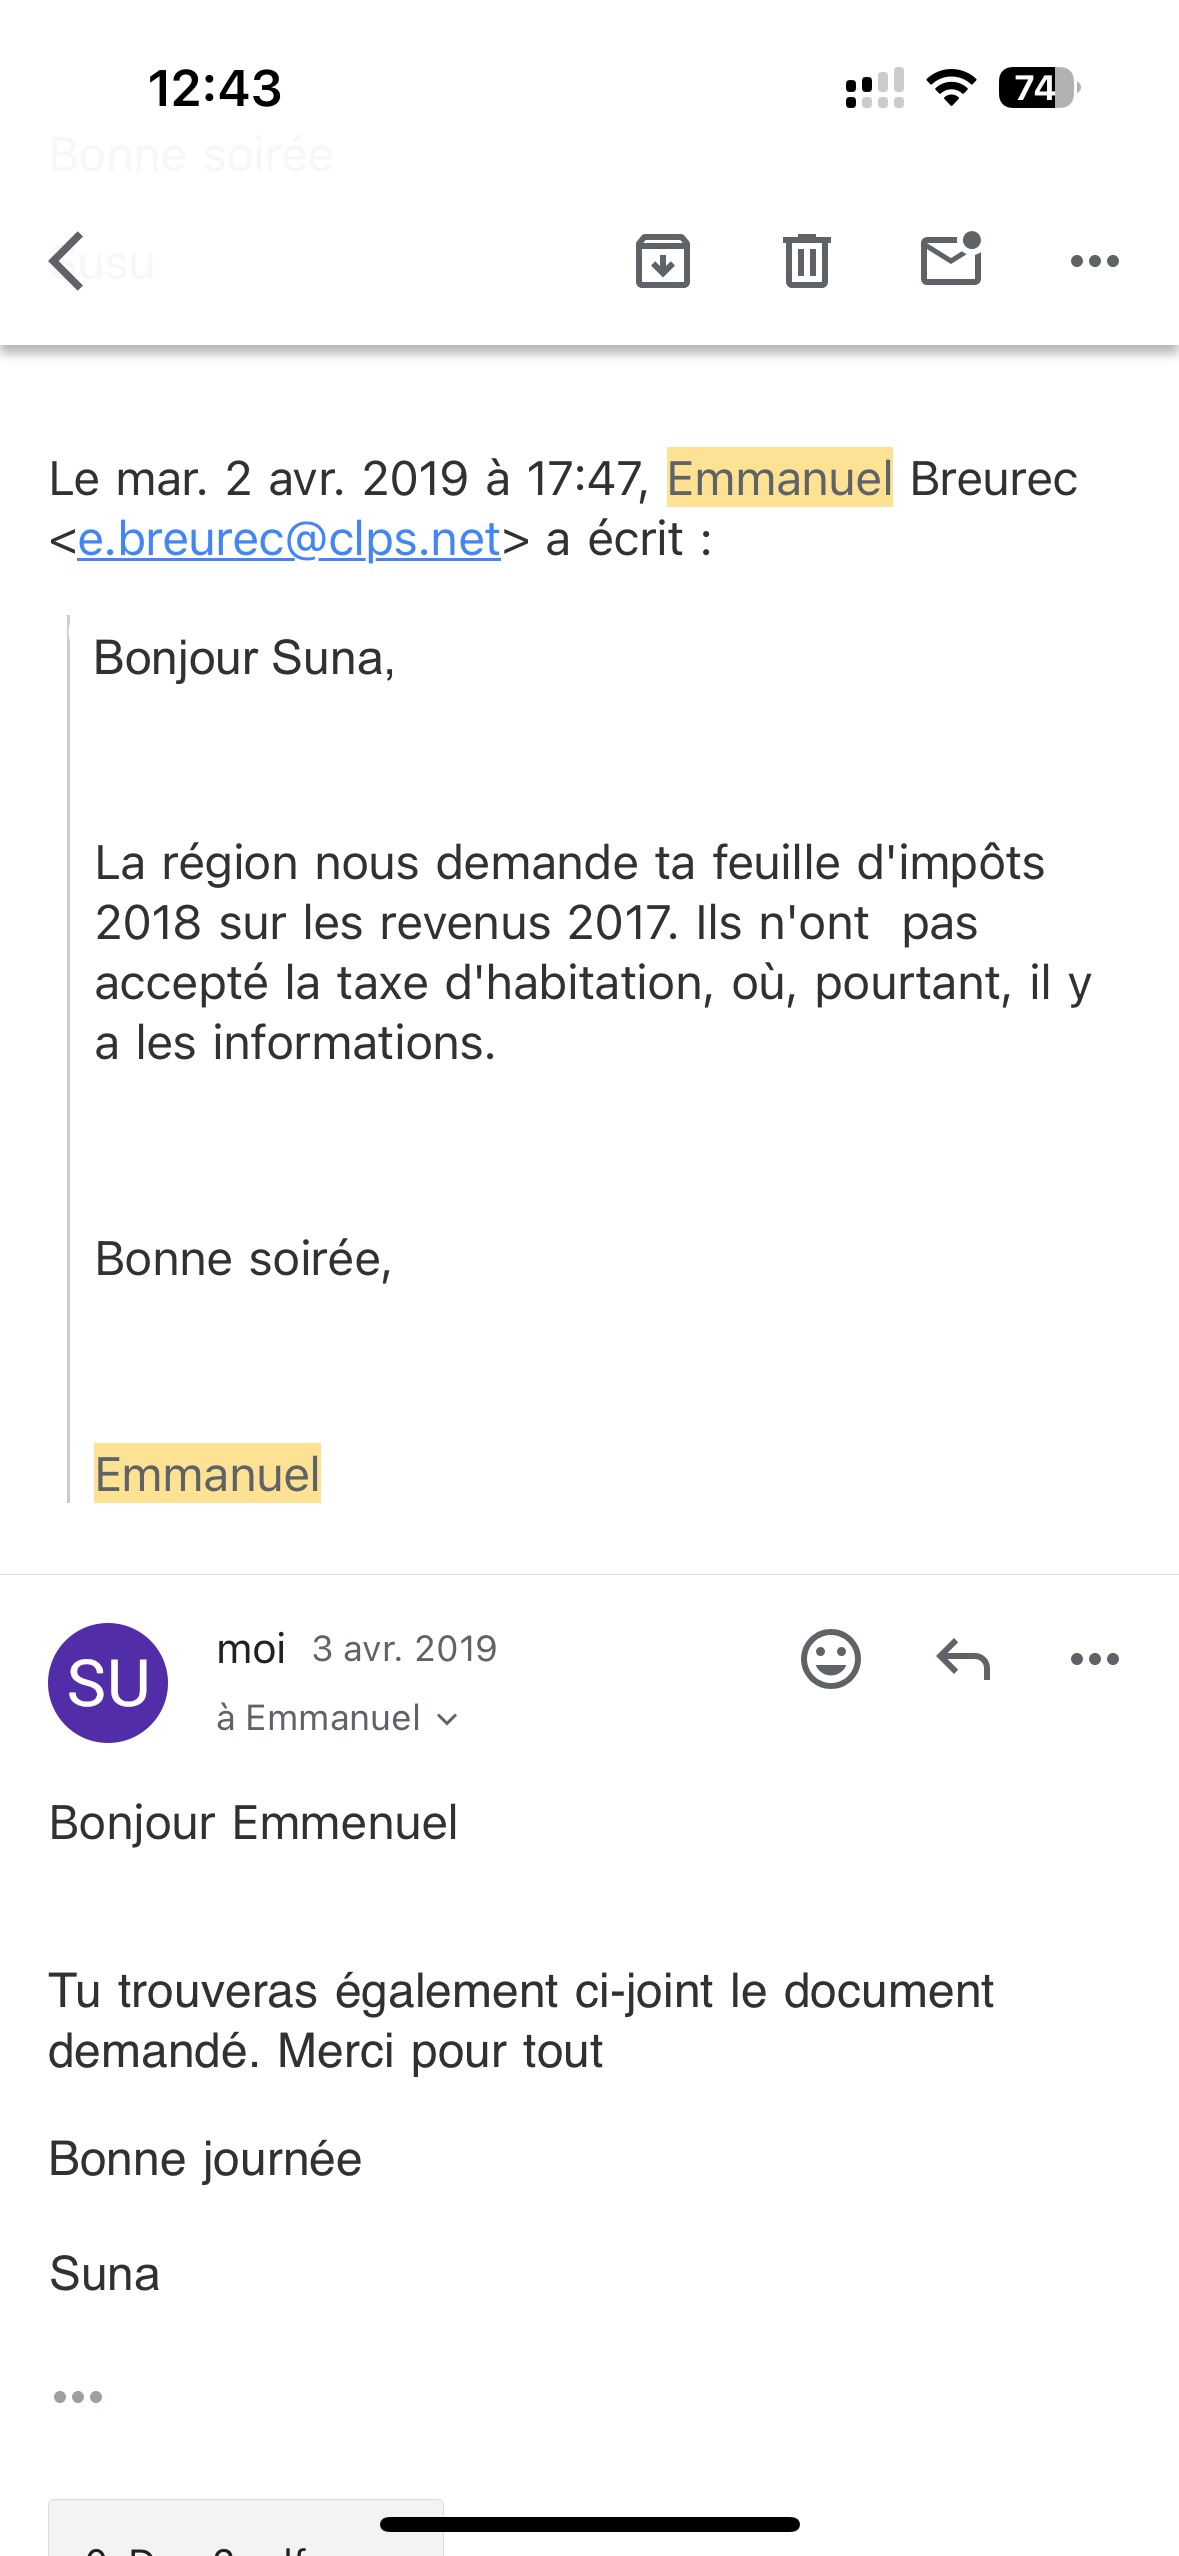 12:43
74
Bonne soirée
Susu
Le mar. 2 avr. 2019 à 17:47, Emmanuel Breurec
<e.breurec@clps.net> a écrit :
Bonjour Suna,
La région nous demande ta feuille d'impôts
2018 sur les revenus 2017. Ils n'ont  pas
accepté la taxe d'habitation, où, pourtant, il y
a les informations.
Bonne soirée,
Emmanuel
SU
moi 3 avr. 2019
à Emmanuel
Bonjour Emmenuel
Tu trouveras également ci-joint le document
demandé. Merci pour tout
Bonne journée
Suna